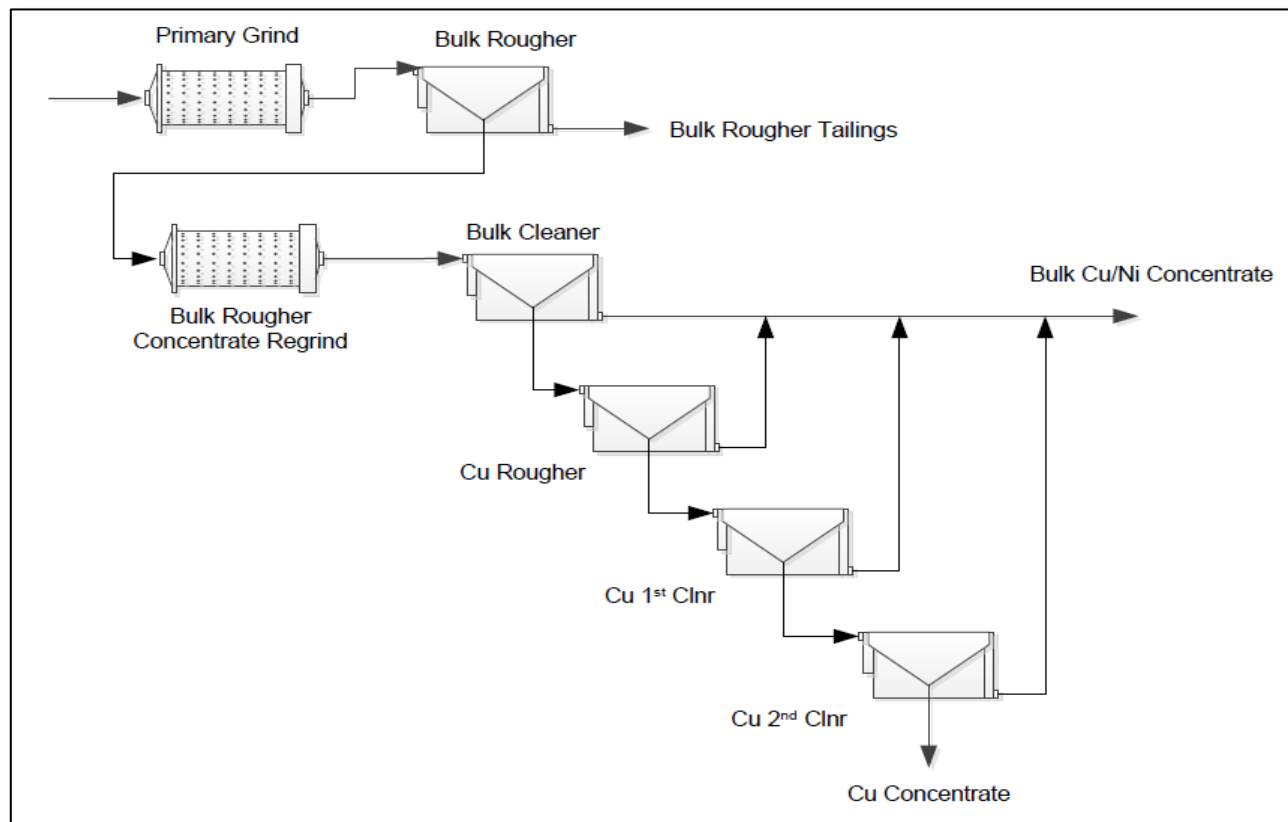 Primary Grind
Bulk Rougher
Bulk Rougher Tailings
Bulk Cleaner
Bulk Cu/Ni Concentrate
Bulk Rougher
Concentrate Regrind
Cu Rougher
Cu 1st Clnr
Cu 2nd Clnr
Cu Concentrate